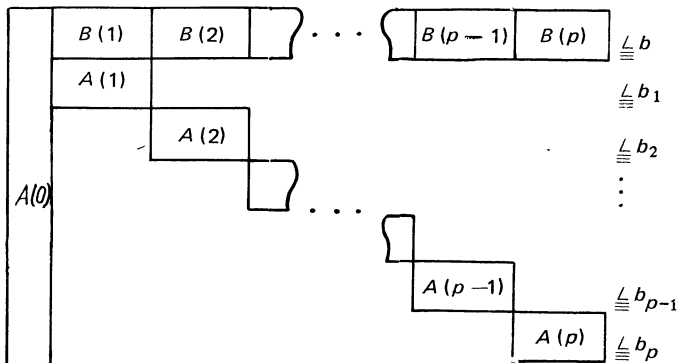 B(1) B(2) · · · B(p − 1) B(p) ≦ b
A(1) ≦ b₁
A(2) ≦ b₂
A(0) ⋮
· · ·
A(p −1) ≦ bₚ₋₁
A(p) ≦ bₚ